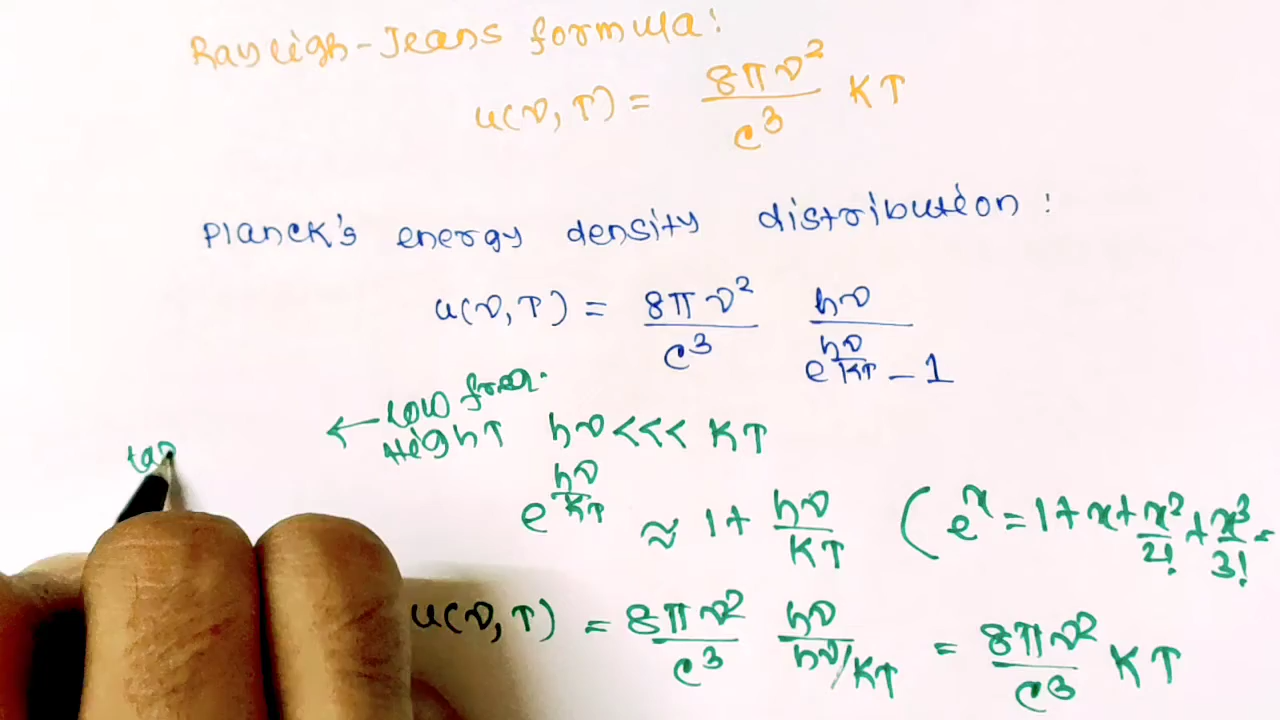 Rayleigh-Jeans formula:
u(ν, T) = 8πν²/c³ KT
Planck's energy density distribution:
u(ν, T) = 8πν²/c³ hν/(e^(hν/KT) - 1)
← Low freq.
Height hν <<< KT
e^(hν/KT) ≈ 1 + hν/KT (e^x = 1 + x + x²/2! + x³/3! -
u(ν, T) = 8πν²/c³ hν/(hν/KT) = 8πν²/c³ KT